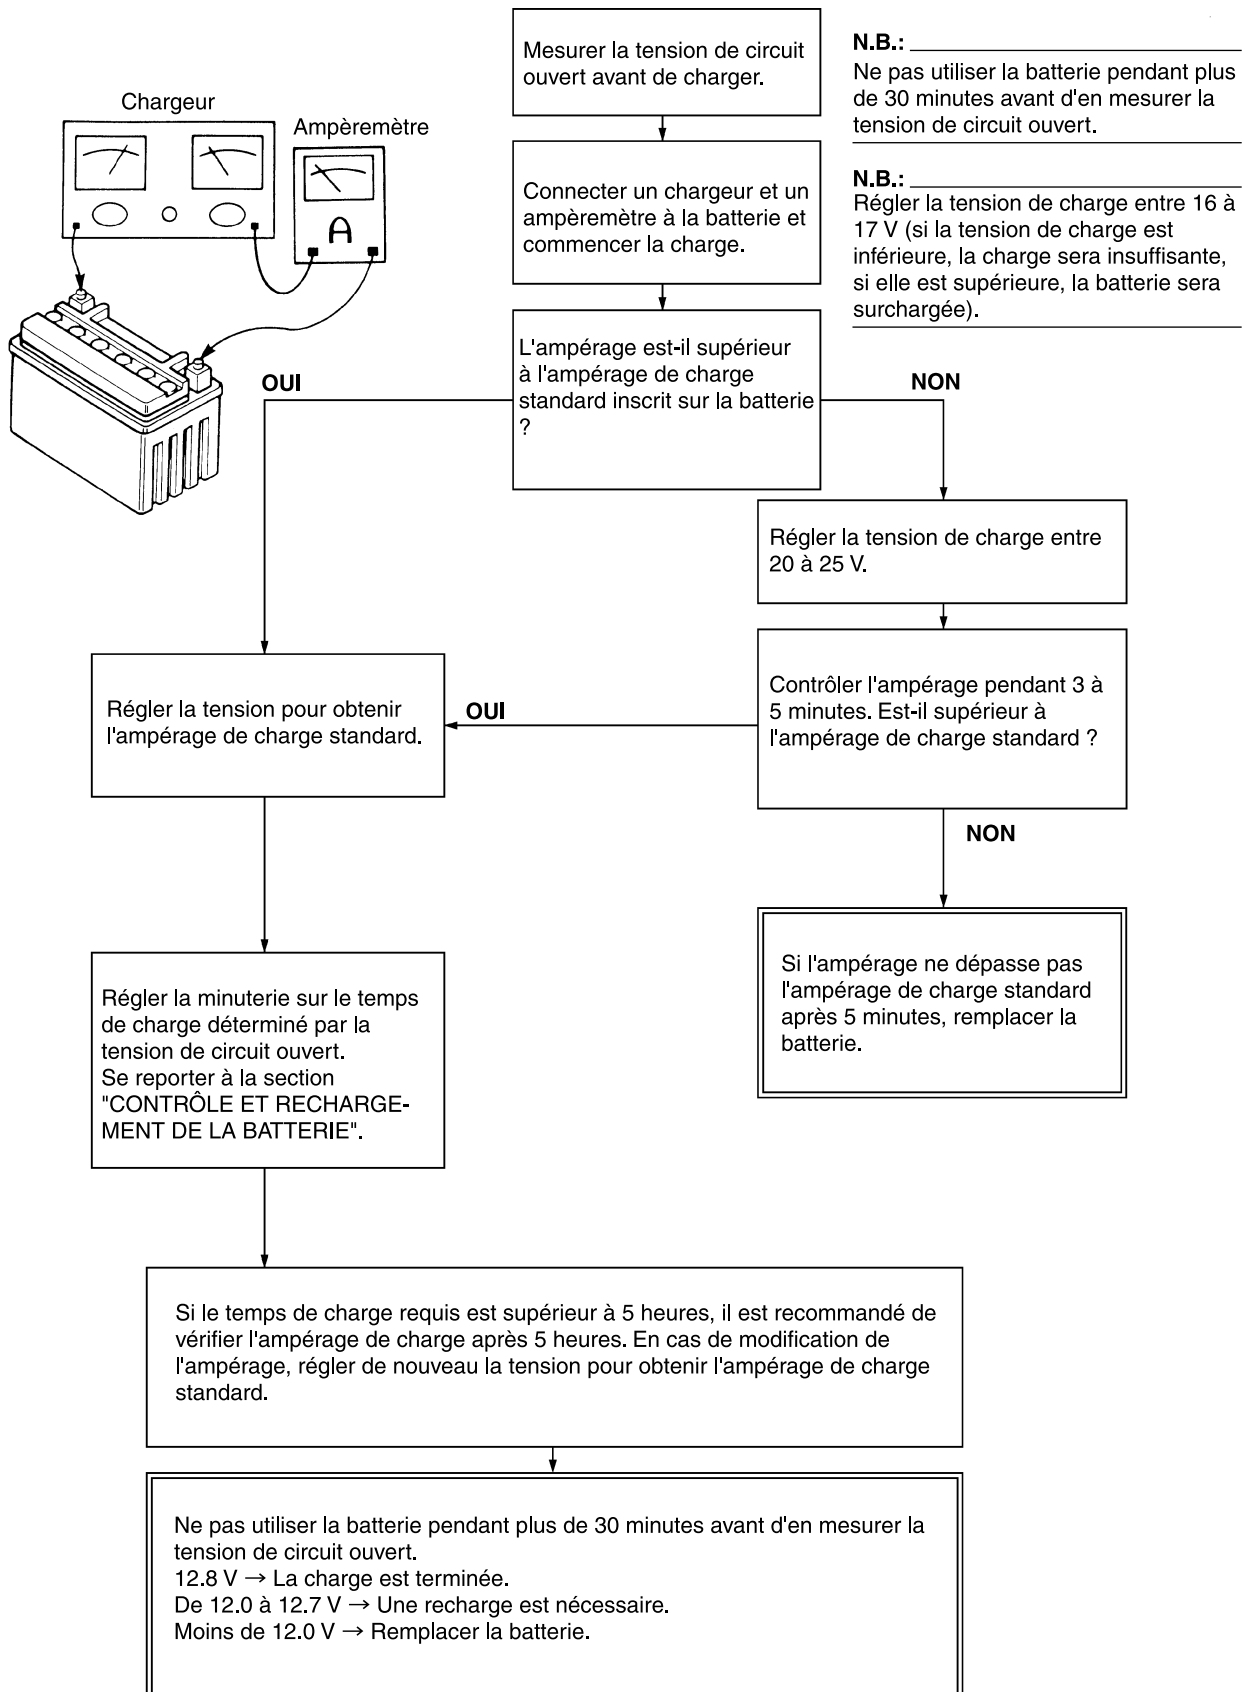 Mesurer la tension de circuit
ouvert avant de charger.
N.B.:
Ne pas utiliser la batterie pendant plus
de 30 minutes avant d'en mesurer la
tension de circuit ouvert.
Chargeur
Ampèremètre
A
Connecter un chargeur et un
ampèremètre à la batterie et
commencer la charge.
N.B.:
Régler la tension de charge entre 16 à
17 V (si la tension de charge est
inférieure, la charge sera insuffisante,
si elle est supérieure, la batterie sera
surchargée).
L'ampérage est-il supérieur
à l'ampérage de charge
standard inscrit sur la batterie
?
OUI
NON
Régler la tension de charge entre
20 à 25 V.
Régler la tension pour obtenir
l'ampérage de charge standard.
OUI
Contrôler l'ampérage pendant 3 à
5 minutes. Est-il supérieur à
l'ampérage de charge standard ?
NON
Si l'ampérage ne dépasse pas
l'ampérage de charge standard
après 5 minutes, remplacer la
batterie.
Régler la minuterie sur le temps
de charge déterminé par la
tension de circuit ouvert.
Se reporter à la section
"CONTRÔLE ET RECHARGE-
MENT DE LA BATTERIE".
Si le temps de charge requis est supérieur à 5 heures, il est recommandé de
vérifier l'ampérage de charge après 5 heures. En cas de modification de
l'ampérage, régler de nouveau la tension pour obtenir l'ampérage de charge
standard.
Ne pas utiliser la batterie pendant plus de 30 minutes avant d'en mesurer la
tension de circuit ouvert.
12.8 V → La charge est terminée.
De 12.0 à 12.7 V → Une recharge est nécessaire.
Moins de 12.0 V → Remplacer la batterie.